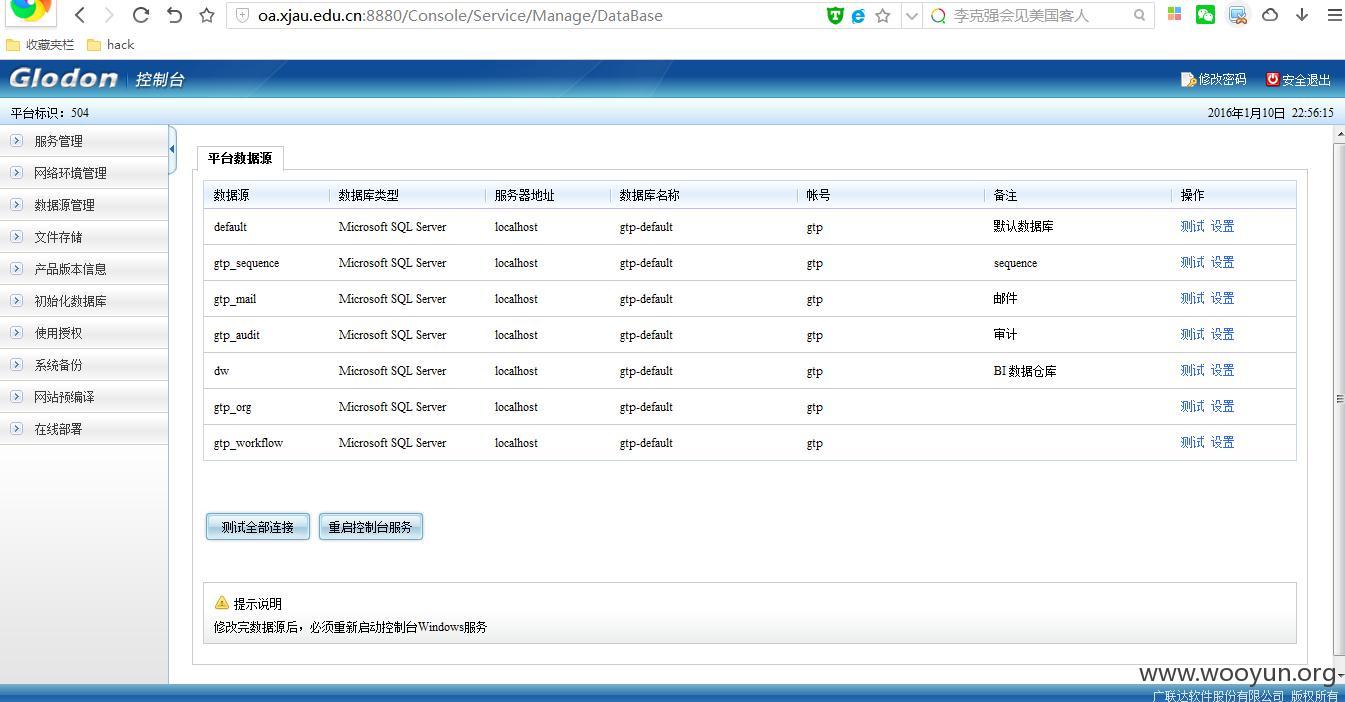 oa.xjau.edu.cn:8880/Console/Service/Manage/DataBase 李克强会见美国客人
收藏夹栏 hack
Glodon 控制台 修改密码 安全退出
平台标识：504 2016年1月10日 22:56:15
服务管理
网络环境管理
数据源管理
文件存储
产品版本信息
初始化数据库
使用授权
系统备份
网站预编译
在线部署
平台数据源
数据源 数据库类型 服务器地址 数据库名称 帐号 备注 操作
default Microsoft SQL Server localhost gtp-default gtp 默认数据库 测试 设置
gtp_sequence Microsoft SQL Server localhost gtp-default gtp sequence 测试 设置
gtp_mail Microsoft SQL Server localhost gtp-default gtp 邮件 测试 设置
gtp_audit Microsoft SQL Server localhost gtp-default gtp 审计 测试 设置
dw Microsoft SQL Server localhost gtp-default gtp BI 数据仓库 测试 设置
gtp_org Microsoft SQL Server localhost gtp-default gtp 测试 设置
gtp_workflow Microsoft SQL Server localhost gtp-default gtp 测试 设置
测试全部连接 重启控制台服务
提示说明
修改完数据源后，必须重新启动控制台Windows服务
www.wooyun.org
广联达软件股份有限公司 版权所有